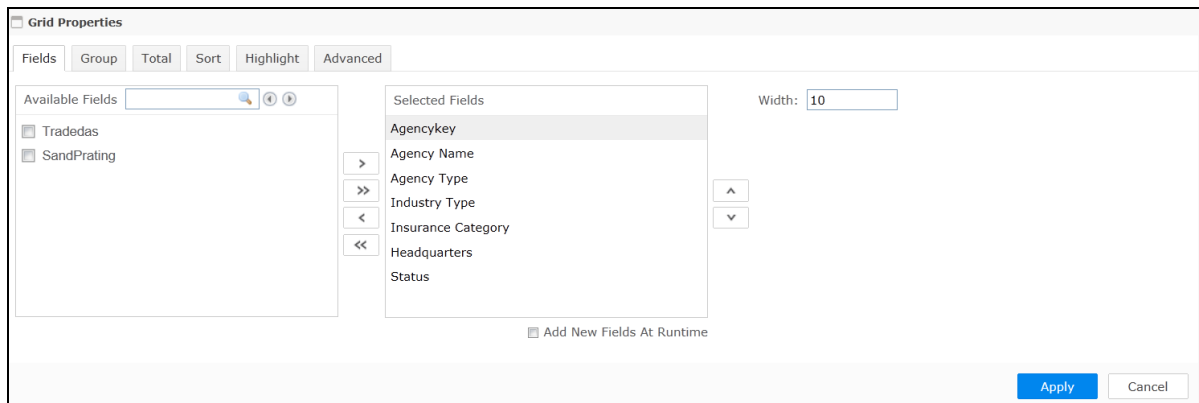 Grid Properties
Fields Group Total Sort Highlight Advanced
Available Fields
Tradedas
SandPrating
>
>>
<
<<
Selected Fields
Agencykey
Agency Name
Agency Type
Industry Type
Insurance Category
Headquarters
Status
Add New Fields At Runtime
Width: 10
Apply Cancel